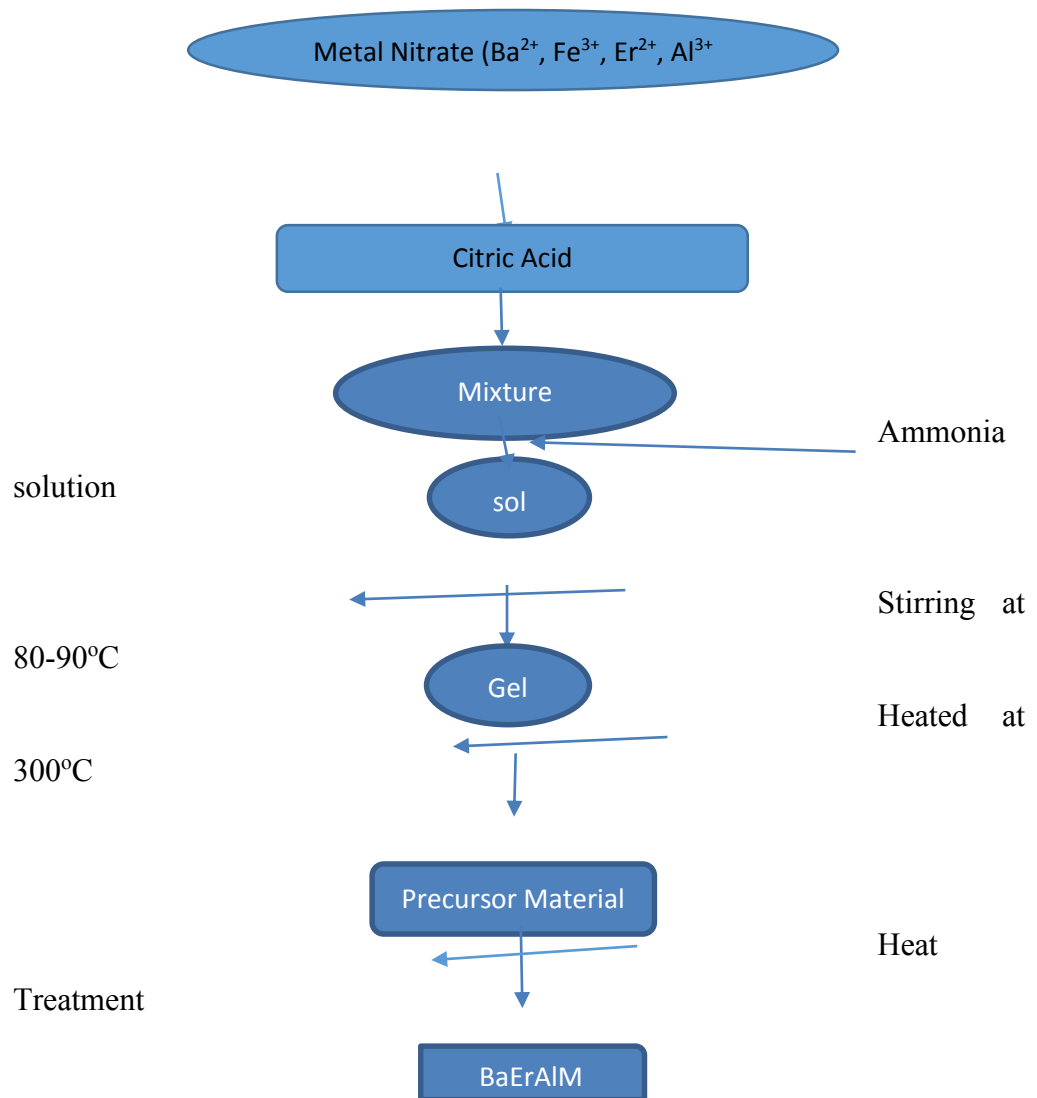 Metal Nitrate (Ba²⁺, Fe³⁺, Er²⁺, Al³⁺
Citric Acid
Mixture
Ammonia
solution
sol
Stirring at
80-90ºC
Gel
Heated at
300ºC
Precursor Material
Heat
Treatment
BaErAlM